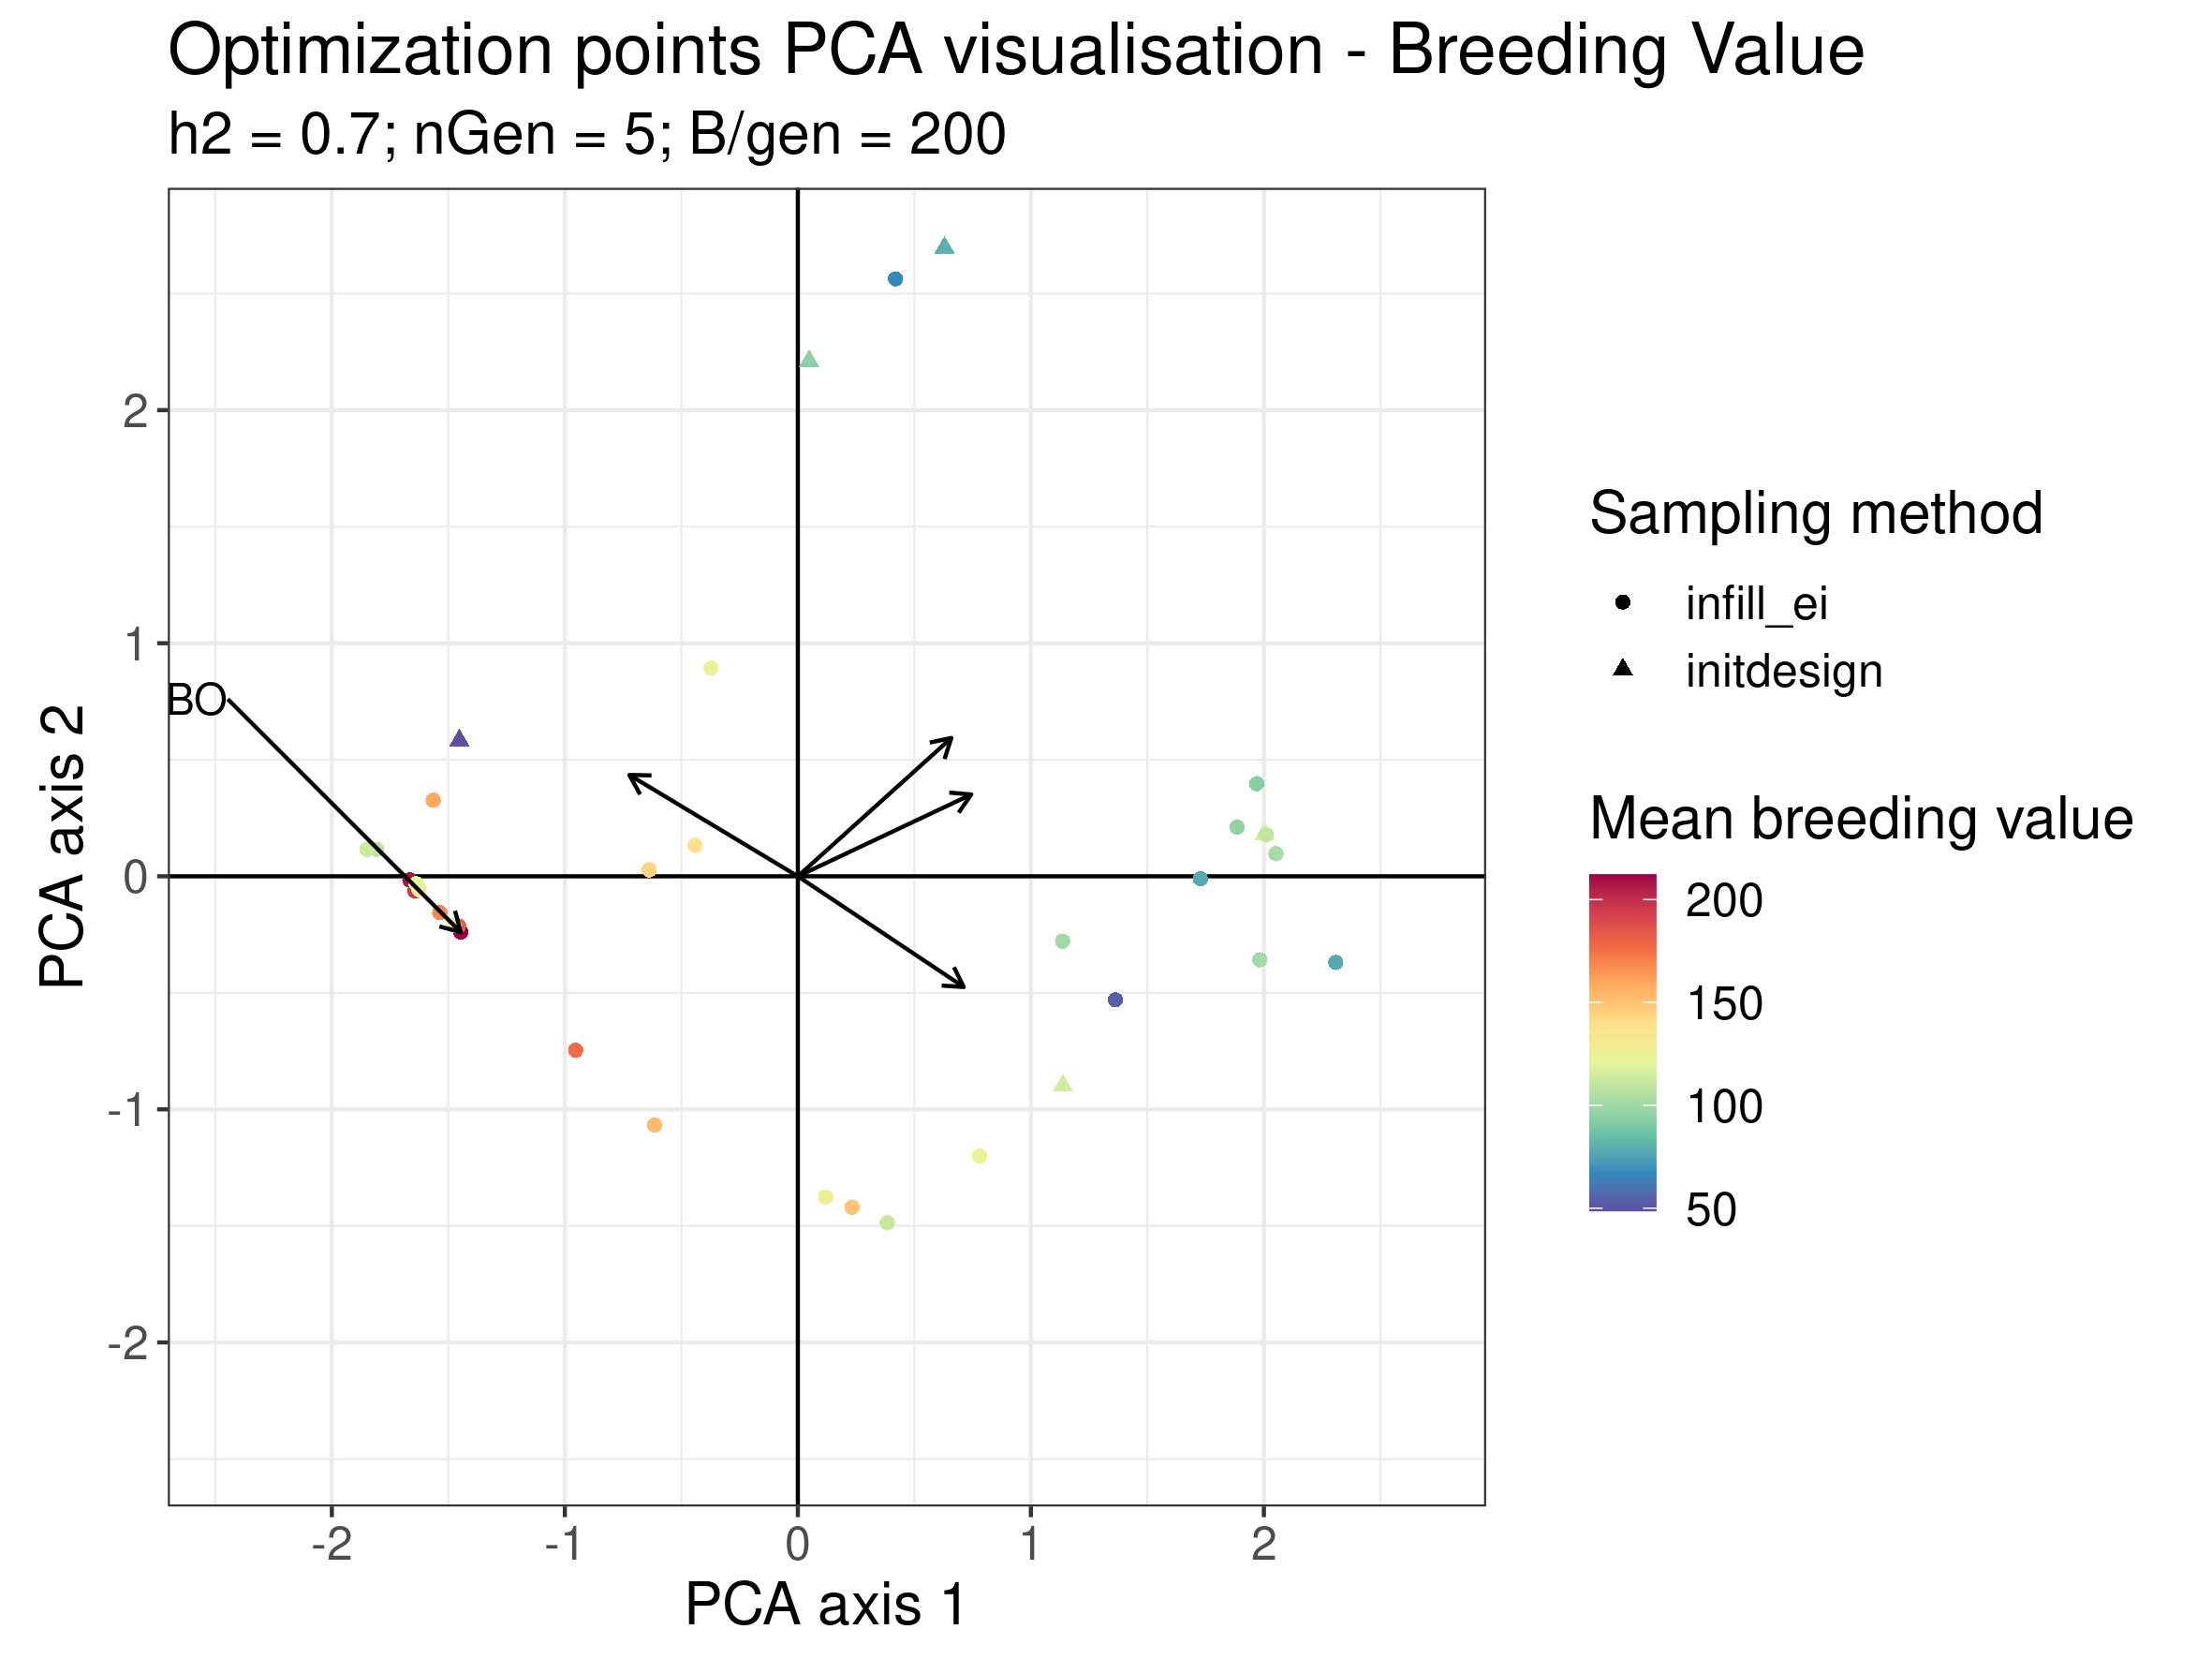 Optimization points PCA visualisation - Breeding Value
h2 = 0.7; nGen = 5; B/gen = 200
PCA axis 2
2
1
0
-1
-2
BO
-2
-1
0
1
2
PCA axis 1
Sampling method
infill_ei
initdesign
Mean breeding value
200
150
100
50